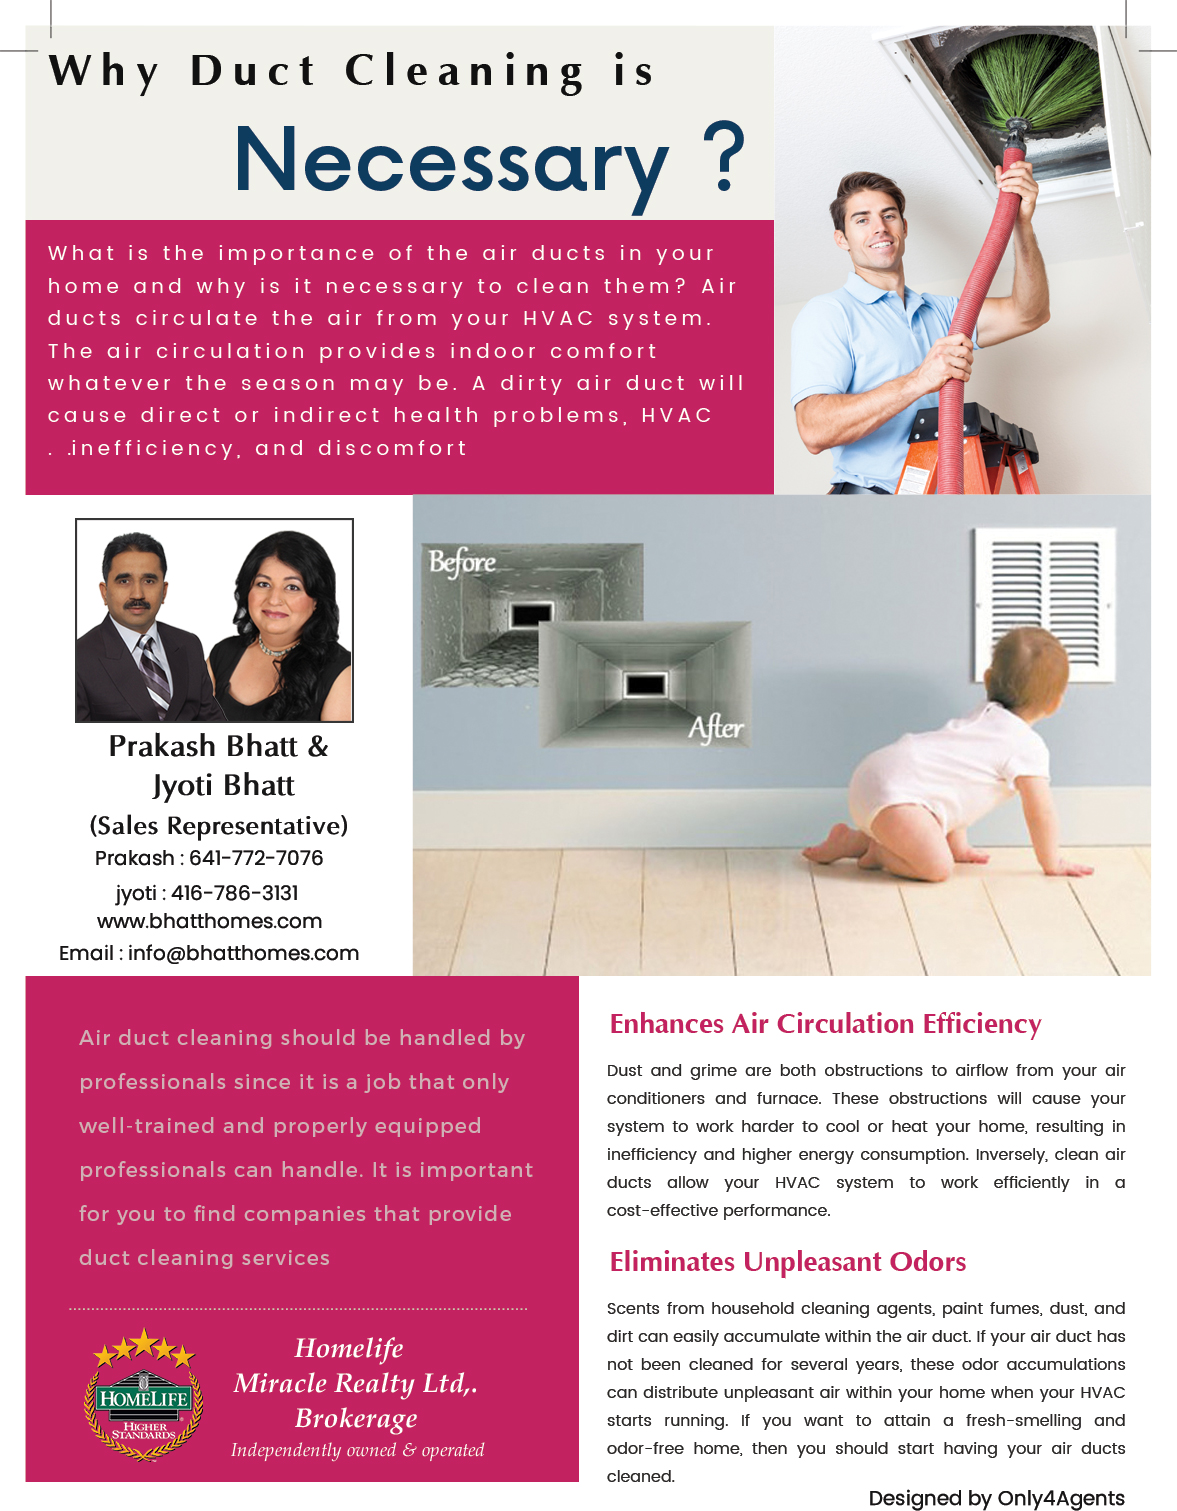 Why Duct Cleaning is
Necessary ?
What is the importance of the air ducts in your
home and why is it necessary to clean them? Air
ducts circulate the air from your HVAC system.
The air circulation provides indoor comfort
whatever the season may be. A dirty air duct will
cause direct or indirect health problems, HVAC
. .inefficiency, and discomfort
Before
After
Prakash Bhatt &
Jyoti Bhatt
(Sales Representative)
Prakash : 641-772-7076
jyoti : 416-786-3131
www.bhatthomes.com
Email : info@bhatthomes.com
Air duct cleaning should be handled by
professionals since it is a job that only
well-trained and properly equipped
professionals can handle. It is important
for you to find companies that provide
duct cleaning services
HOMELIFE
HIGHER
STANDARDS
Homelife
Miracle Realty Ltd,.
Brokerage
Independently owned & operated
Enhances Air Circulation Efficiency
Dust and grime are both obstructions to airflow from your air
conditioners and furnace. These obstructions will cause your
system to work harder to cool or heat your home, resulting in
inefficiency and higher energy consumption. Inversely, clean air
ducts allow your HVAC system to work efficiently in a
cost-effective performance.
Eliminates Unpleasant Odors
Scents from household cleaning agents, paint fumes, dust, and
dirt can easily accumulate within the air duct. If your air duct has
not been cleaned for several years, these odor accumulations
can distribute unpleasant air within your home when your HVAC
starts running. If you want to attain a fresh-smelling and
odor-free home, then you should start having your air ducts
cleaned.
Designed by Only4Agents